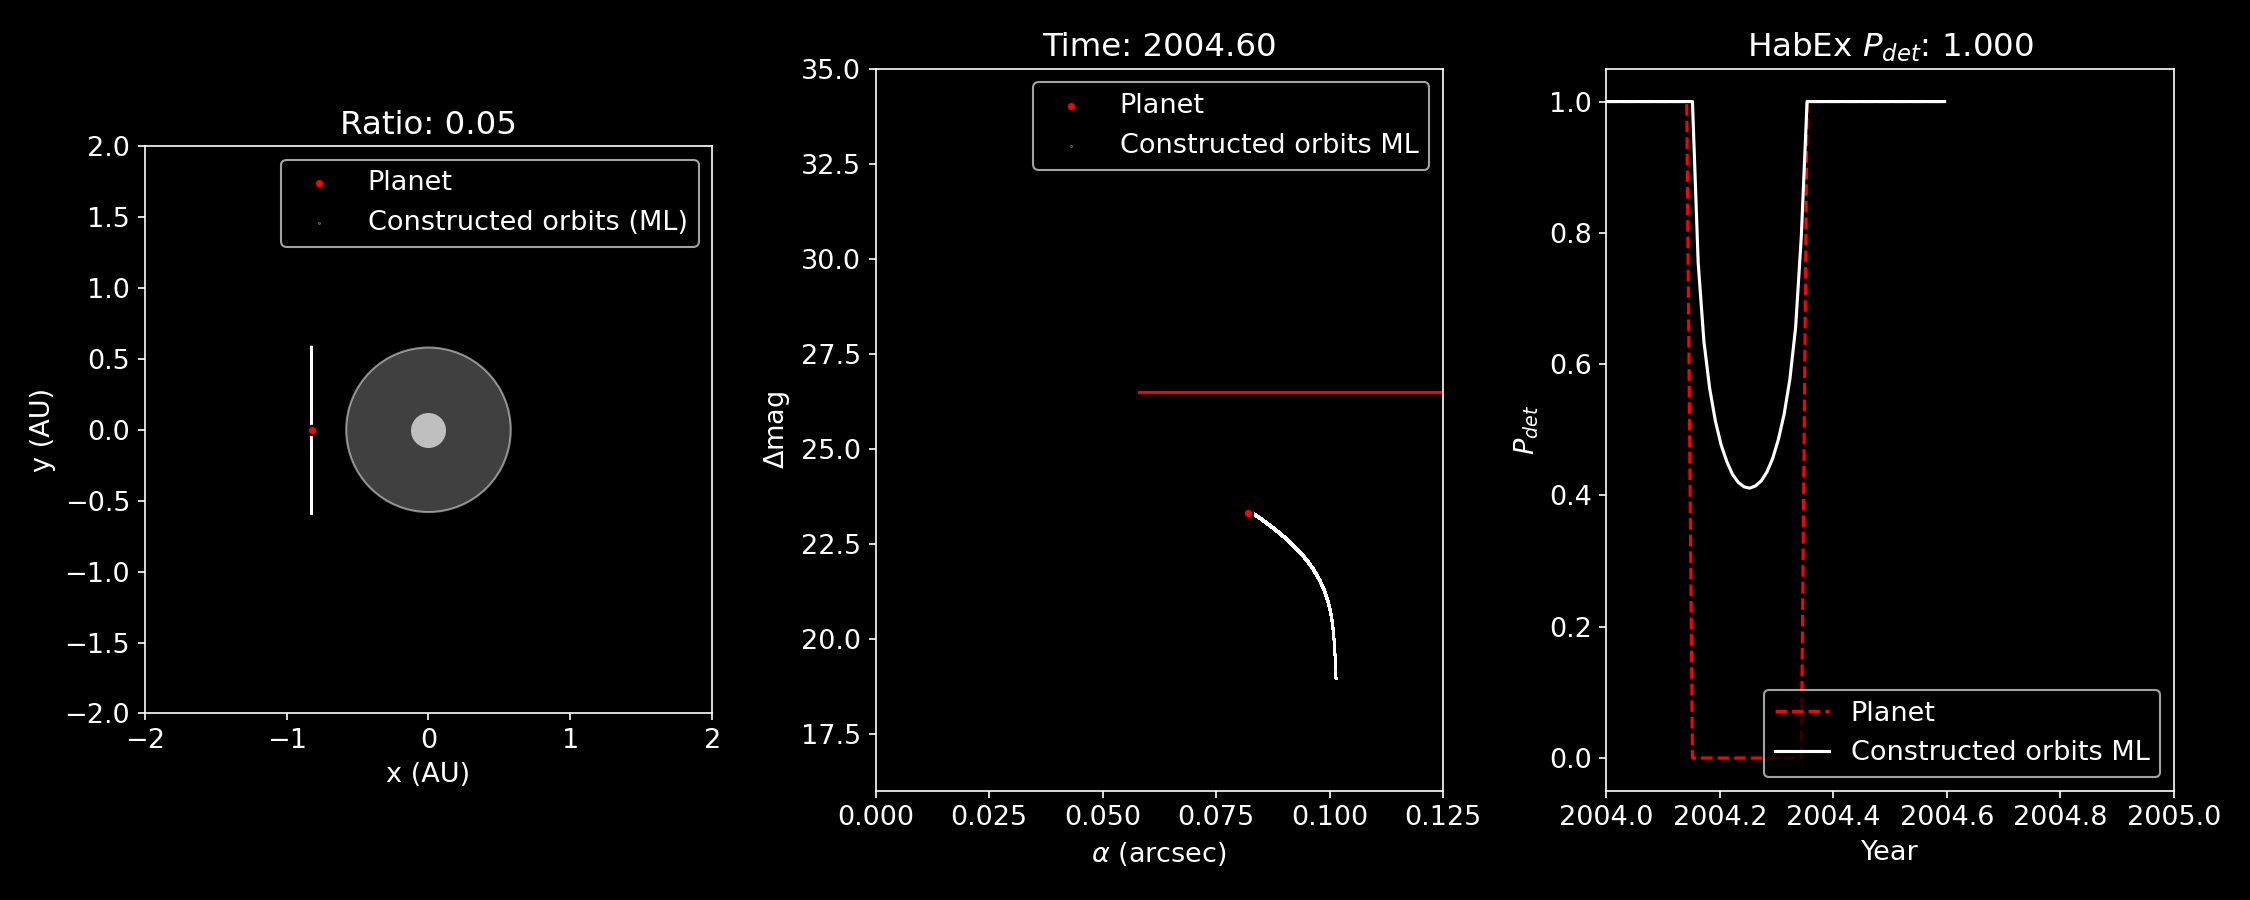 Ratio: 0.05
Planet
Constructed orbits (ML)
2.0
1.5
1.0
0.5
0.0
−0.5
−1.0
−1.5
−2.0
y (AU)
−2 −1 0 1 2
x (AU)
Time: 2004.60
Planet
Constructed orbits ML
35.0
32.5
30.0
27.5
25.0
22.5
20.0
17.5
Δmag
0.000 0.025 0.050 0.075 0.100 0.125
α (arcsec)
HabEx P_det: 1.000
1.0
0.8
0.6
0.4
0.2
0.0
P_det
Planet
Constructed orbits ML
2004.0 2004.2 2004.4 2004.6 2004.8 2005.0
Year